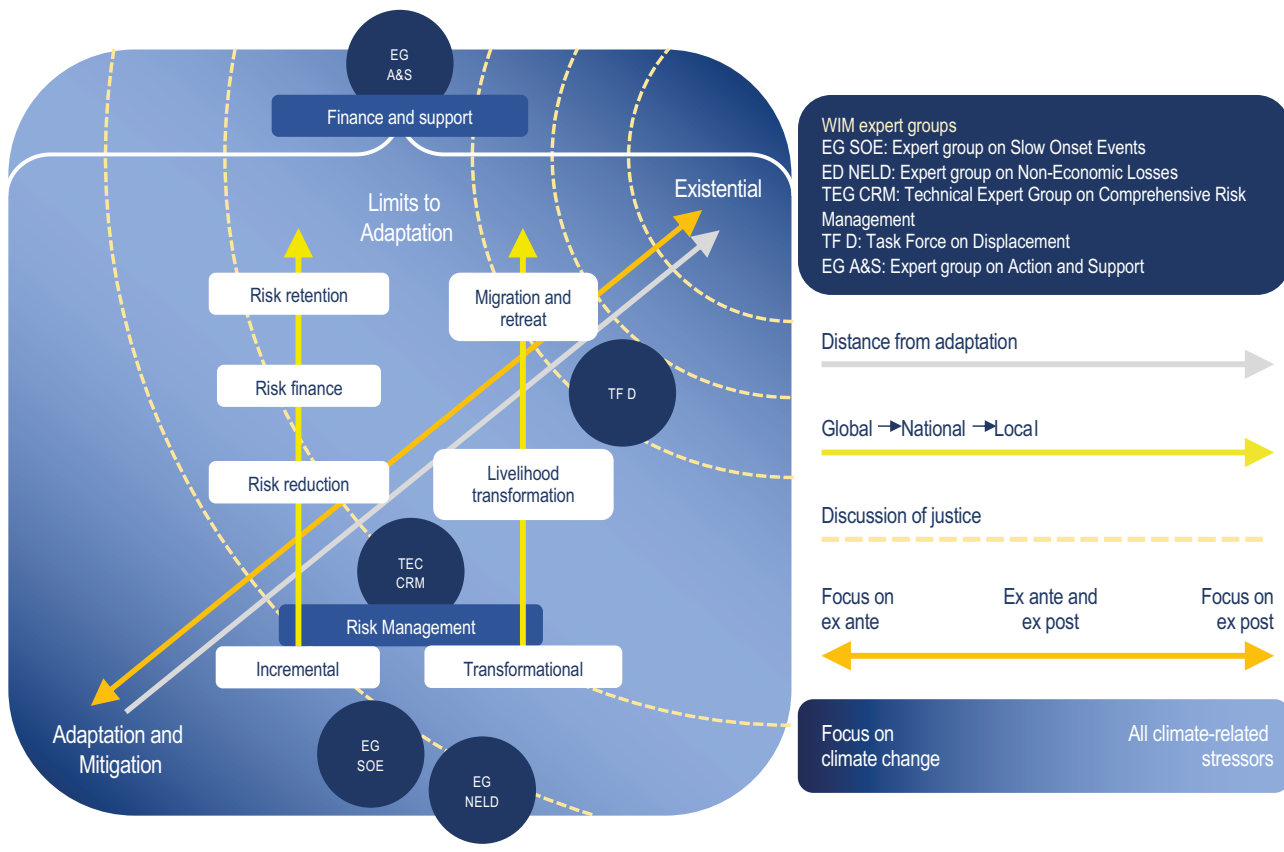 EG
A&S
Finance and support
Existential
Limits to
Adaptation
Risk retention
Migration and
retreat
Risk finance
TF D
Risk reduction
Livelihood
transformation
TEC
CRM
Risk Management
Incremental
Transformational
Adaptation and
Mitigation
EG
SOE
EG
NELD
WIM expert groups
EG SOE: Expert group on Slow Onset Events
ED NELD: Expert group on Non-Economic Losses
TEG CRM: Technical Expert Group on Comprehensive Risk
Management
TF D: Task Force on Displacement
EG A&S: Expert group on Action and Support
Distance from adaptation
Global → National → Local
Discussion of justice
Focus on
ex ante
Ex ante and
ex post
Focus on
ex post
Focus on
climate change
All climate-related
stressors